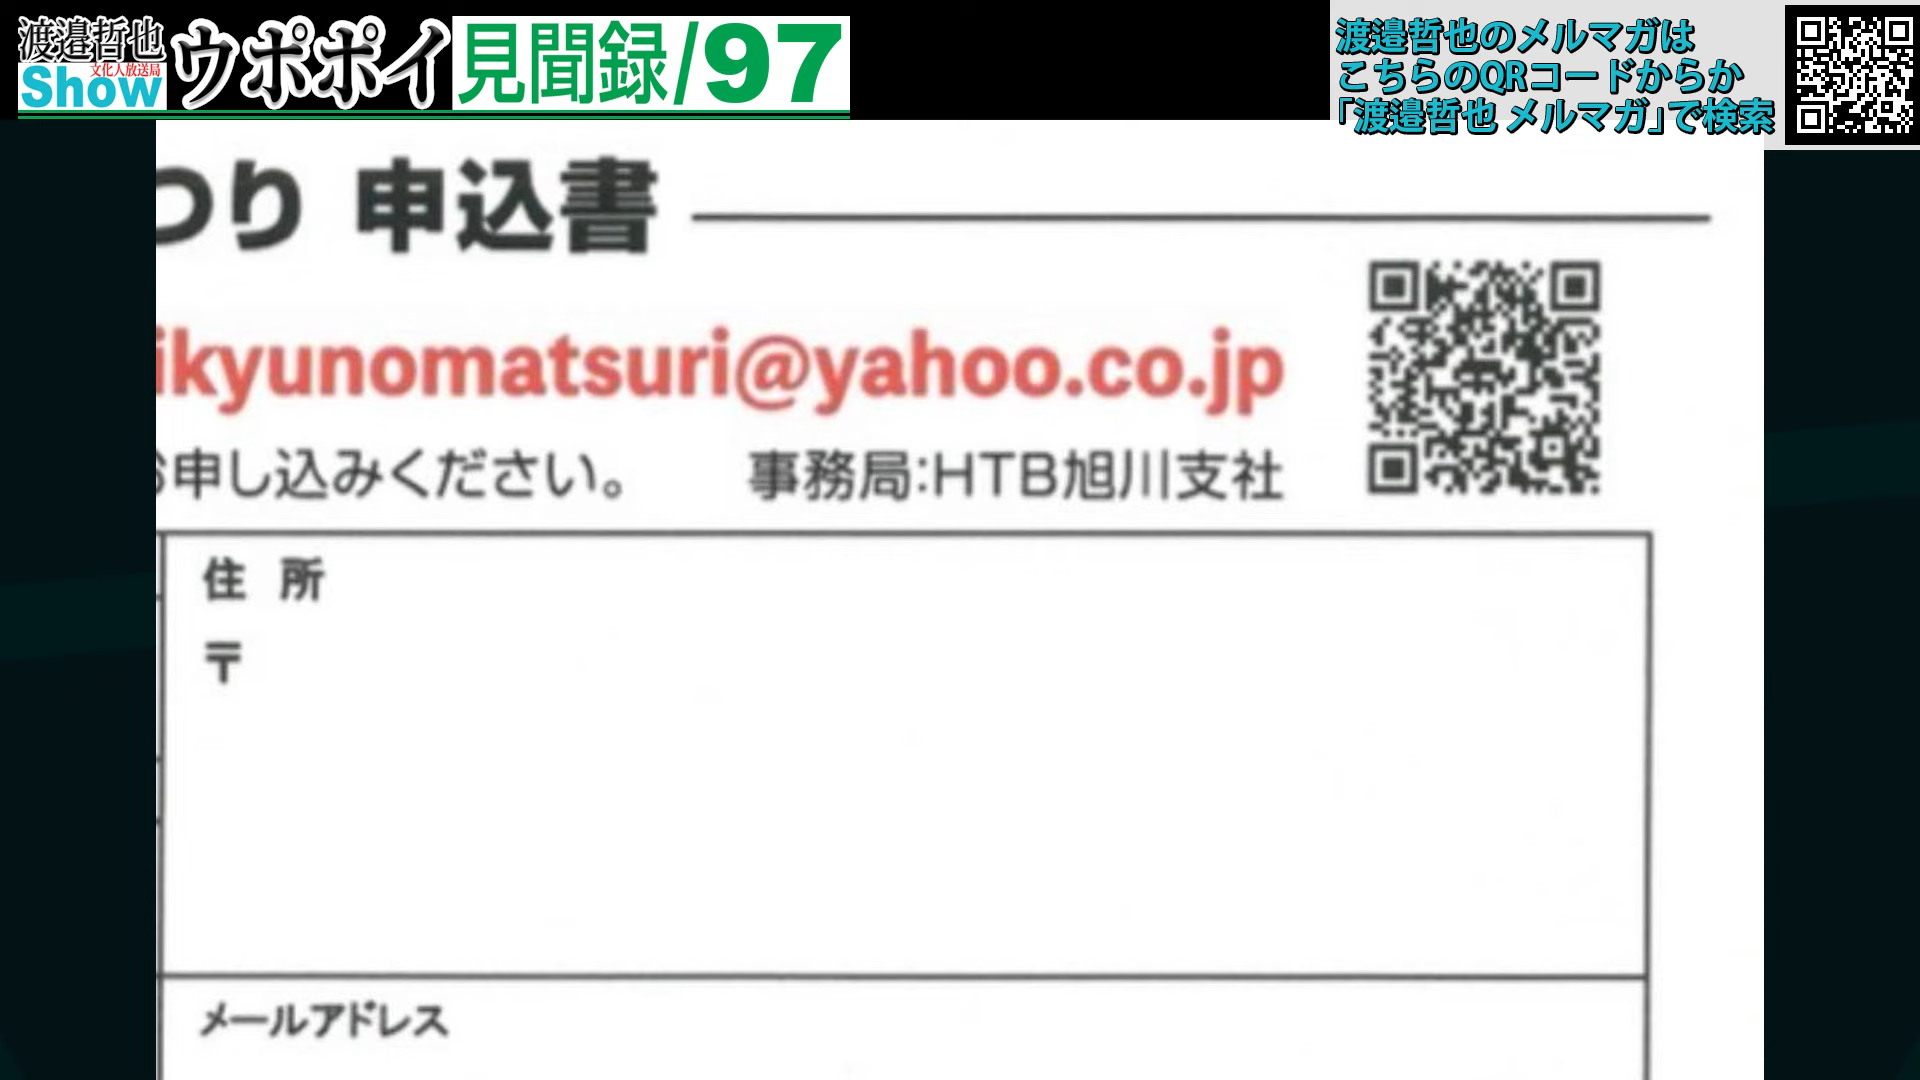 渡邉哲也
文化人放送局
Show
ウポポイ見聞録/97
渡邉哲也のメルマガは
こちらのQRコードからか
「渡邉哲也 メルマガ」で検索
つり 申込書
ikyunomatsuri@yahoo.co.jp
お申し込みください。 事務局:HTB旭川支社
住 所
〒
メールアドレス